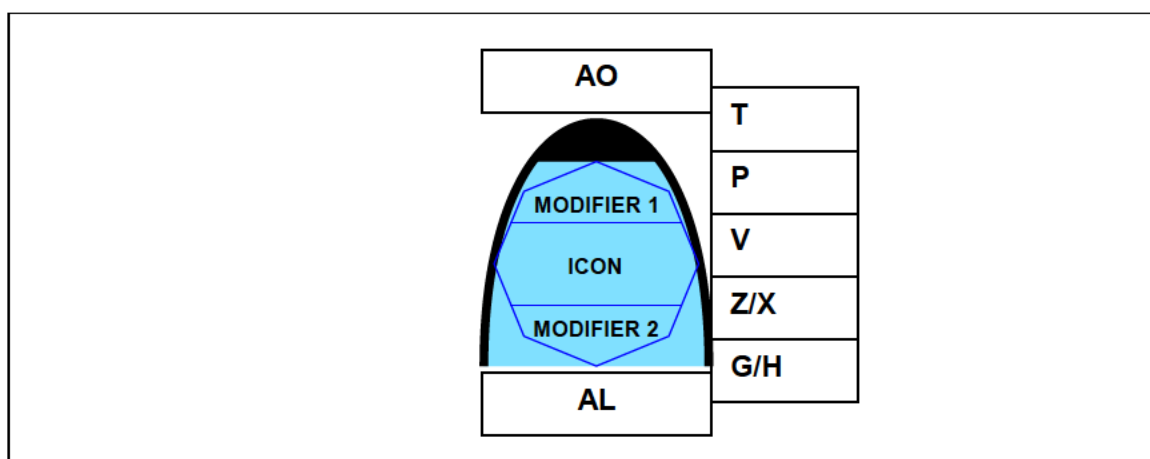 AO
T
P
MODIFIER 1
V
ICON
Z/X
MODIFIER 2
G/H
AL